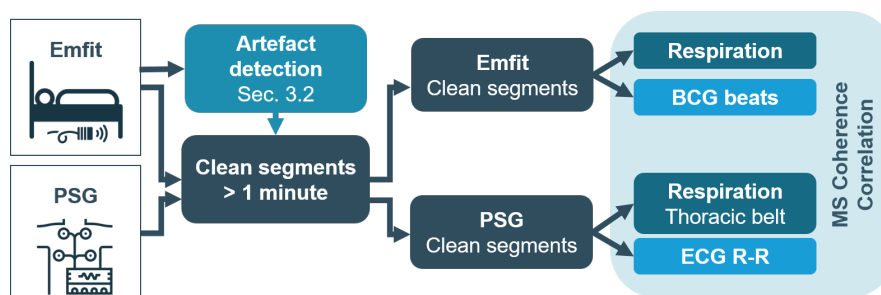 Emfit
PSG
Artefact
detection
Sec. 3.2
Clean segments
> 1 minute
Emfit
Clean segments
PSG
Clean segments
Respiration
BCG beats
Respiration
Thoracic belt
ECG R-R
MS Coherence
Correlation